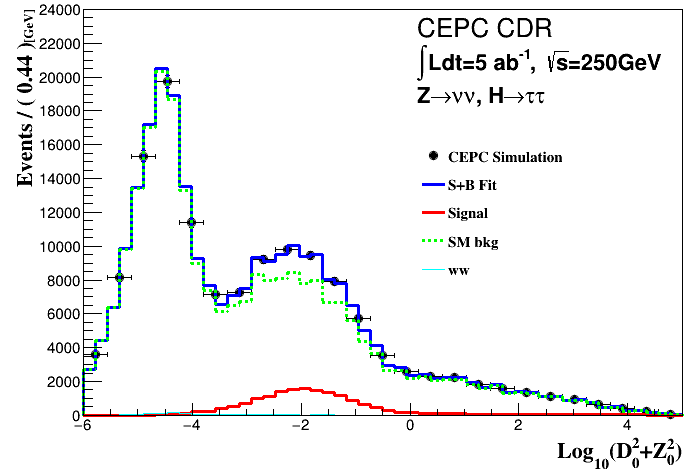 Events / ( 0.44 )[GeV]
24000
22000
20000
18000
16000
14000
12000
10000
8000
6000
4000
2000
0
CEPC CDR
∫Ldt=5 ab⁻¹, √s=250GeV
Z→νν, H→ττ
CEPC Simulation
S+B Fit
Signal
SM bkg
ww
−6 −4 −2 0 2 4
Log₁₀(D₀²+Z₀²)